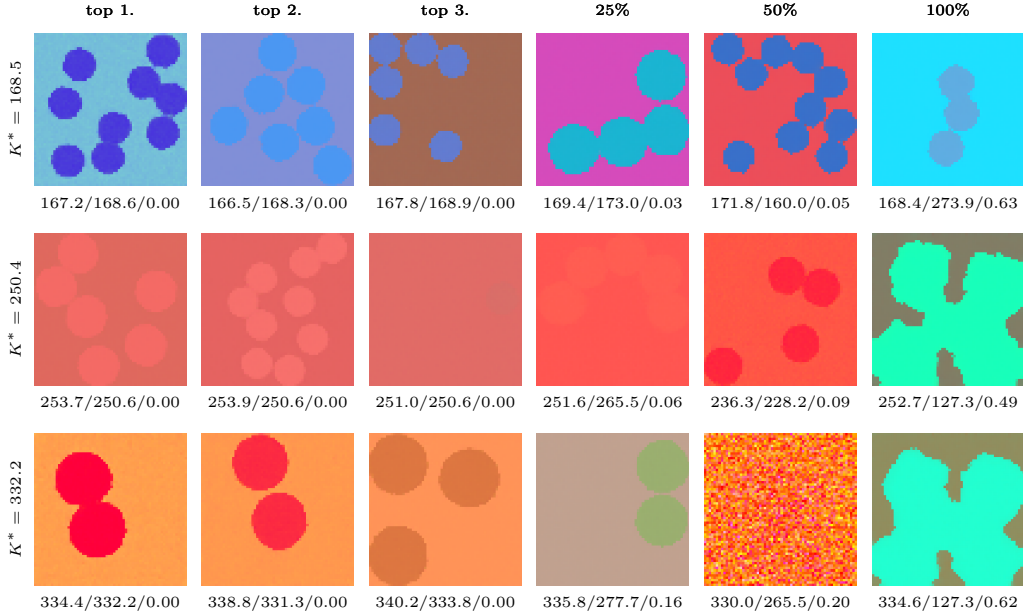 top 1. top 2. top 3. 25% 50% 100%
K* = 168.5
167.2/168.6/0.00 166.5/168.3/0.00 167.8/168.9/0.00 169.4/173.0/0.03 171.8/160.0/0.05 168.4/273.9/0.63
K* = 250.4
253.7/250.6/0.00 253.9/250.6/0.00 251.0/250.6/0.00 251.6/265.5/0.06 236.3/228.2/0.09 252.7/127.3/0.49
K* = 332.2
334.4/332.2/0.00 338.8/331.3/0.00 340.2/333.8/0.00 335.8/277.7/0.16 330.0/265.5/0.20 334.6/127.3/0.62